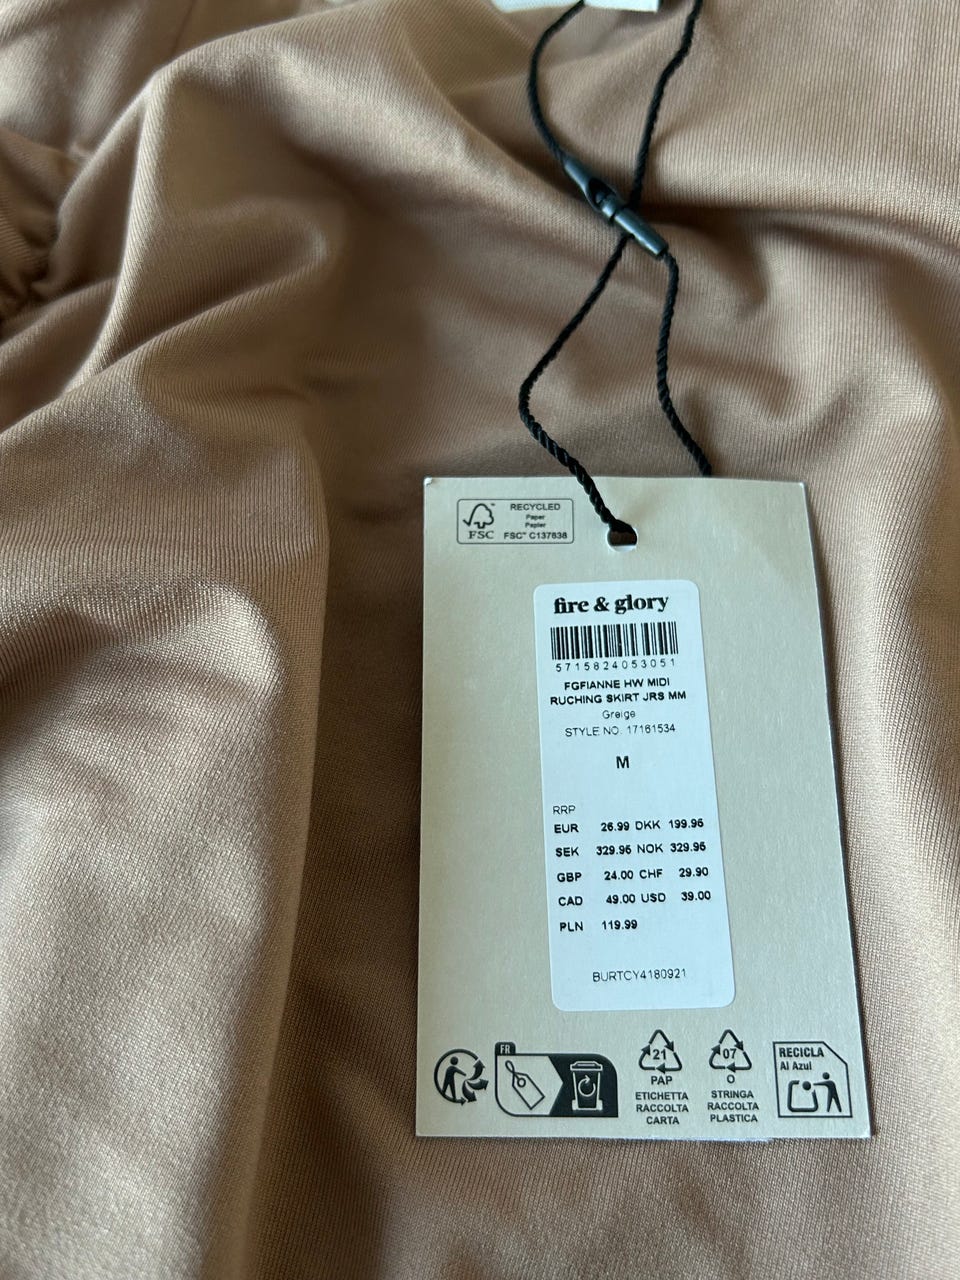 RECYCLED
Paper
Papier
FSC™ C137638
FSC
fire & glory
5715824053051
FGFIANNE HW MIDI
RUCHING SKIRT JRS MM
Greige
STYLE NO. 17161534
M
RRP
EUR 26.99 DKK 199.95
SEK 329.95 NOK 329.95
GBP 24.00 CHF 29.90
CAD 49.00 USD 39.00
PLN 119.99
BURTCY4180921
FR
21
PAP
ETICHETTA
RACCOLTA
CARTA
07
O
STRINGA
RACCOLTA
PLASTICA
RECICLA
Al Azul